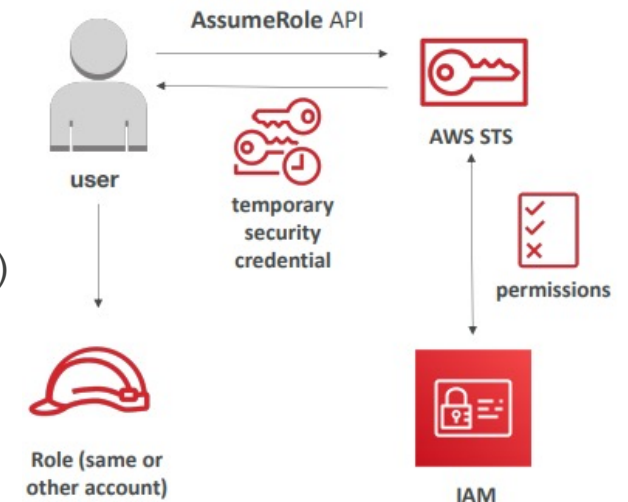 AssumeRole API
AWS STS
user
temporary
security
credential
permissions
)
Role (same or
other account)
IAM